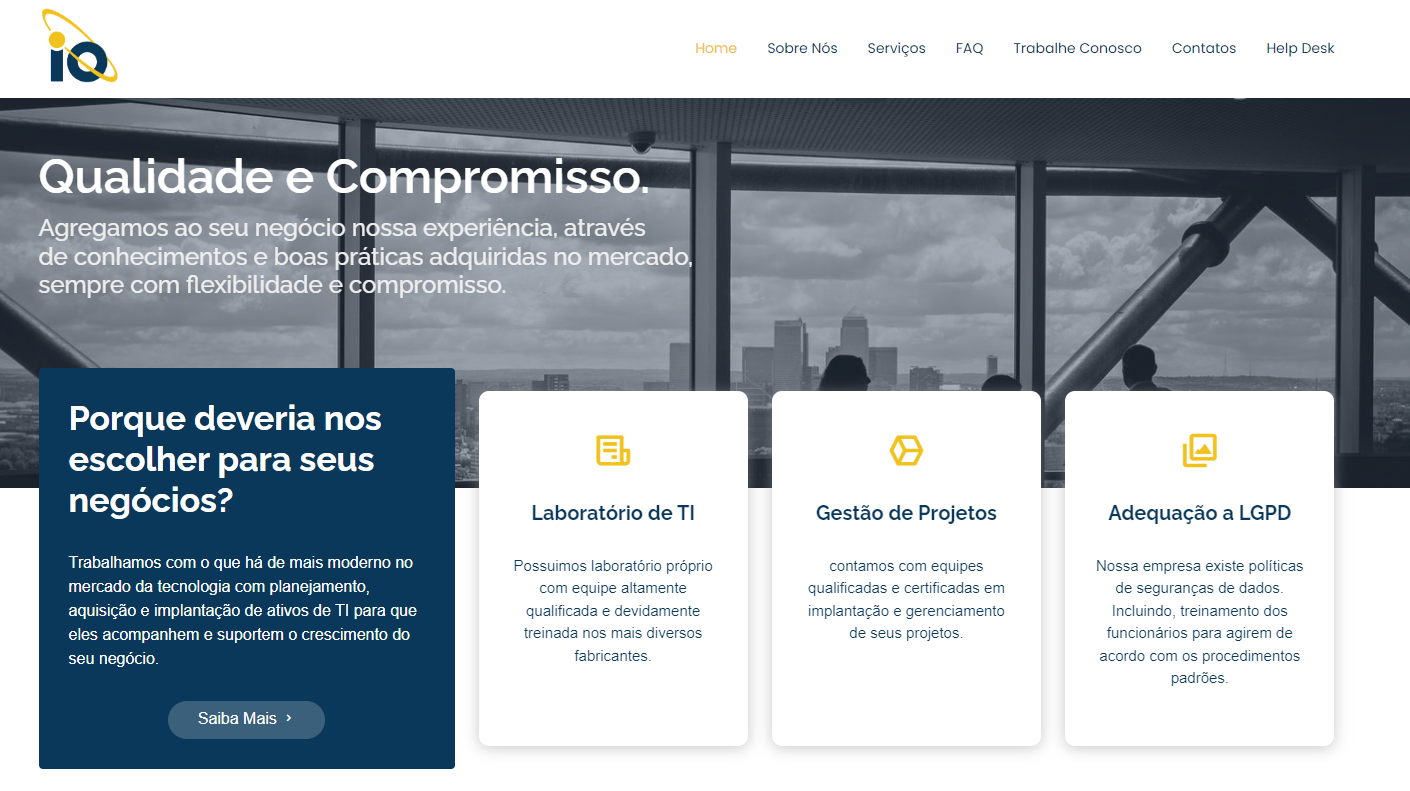 iQ
Home
Sobre Nós
Serviços
FAQ
Trabalhe Conosco
Contatos
Help Desk
Qualidade e Compromisso.
Agregamos ao seu negócio nossa experiência, através
de conhecimentos e boas práticas adquiridas no mercado,
sempre com flexibilidade e compromisso.
Porque deveria nos
escolher para seus
negócios?
Trabalhamos com o que há de mais moderno no
mercado da tecnologia com planejamento,
aquisição e implantação de ativos de TI para que
eles acompanhem e suportem o crescimento do
seu negócio.
Saiba Mais
Laboratório de TI
Possuimos laboratório próprio
com equipe altamente
qualificada e devidamente
treinada nos mais diversos
fabricantes.
Gestão de Projetos
contamos com equipes
qualificadas e certificadas em
implantação e gerenciamento
de seus projetos.
Adequação a LGPD
Nossa empresa existe políticas
de seguranças de dados.
Incluindo, treinamento dos
funcionários para agirem de
acordo com os procedimentos
padrões.